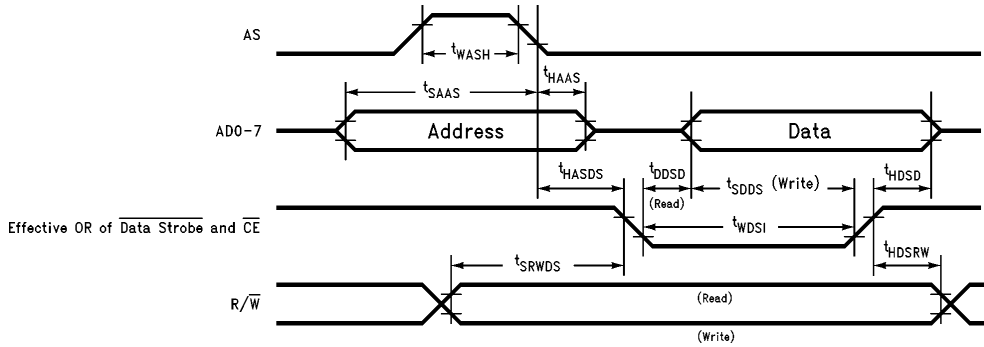 AS
tWASH
tHAAS
tSAAS
AD0-7
Address
Data
tHASDS
tDDSD
(Read)
tSDDS (Write)
tHDSD
Effective OR of Data Strobe and CE
tWDSI
tSRWDS
tHDSRW
R/W
(Read)
(Write)